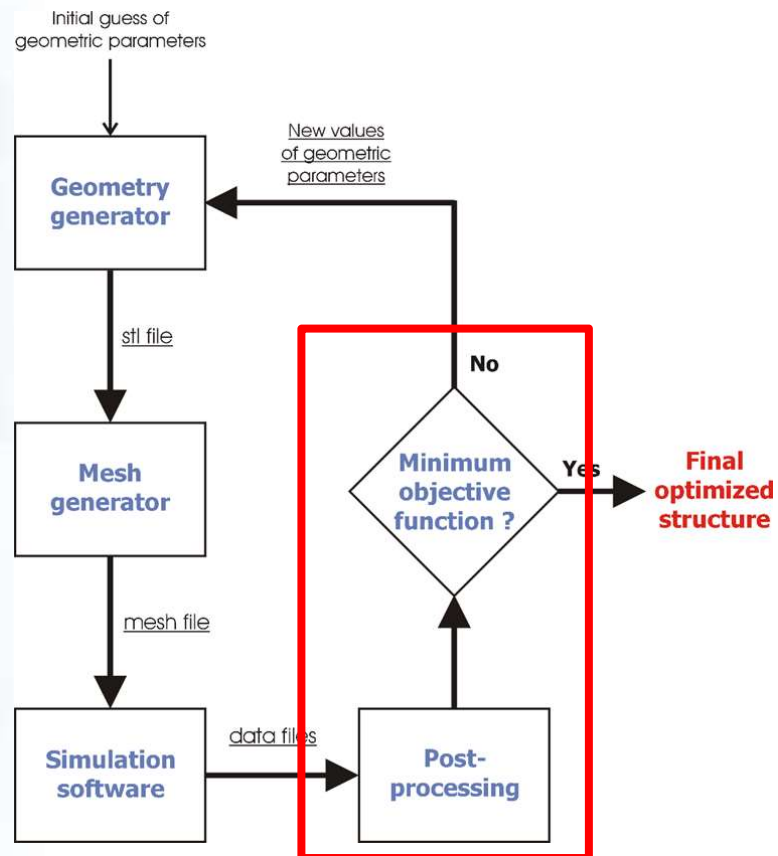 Initial guess of
geometric parameters
New values
of geometric
parameters
Geometry
generator
stl file
No
Mesh
generator
Minimum
objective
function ?
Yes
Final
optimized
structure
mesh file
Simulation
software
data files
Post-
processing